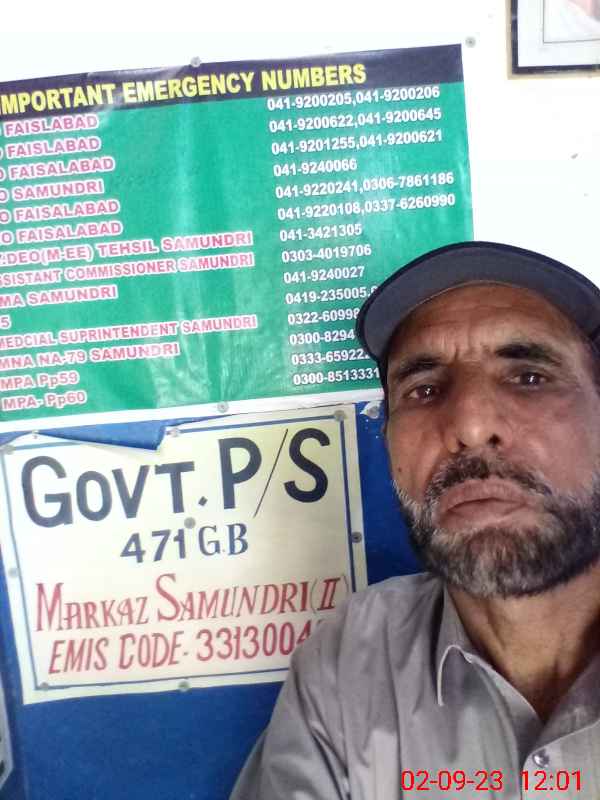 IMPORTANT EMERGENCY NUMBERS
FAISLABAD 041-9200205,041-9200206
O FAISLABAD 041-9200622,041-9200645
O FAISALABAD 041-9201255,041-9200621
O SAMUNDRI 041-9240066
O FAISALABAD 041-9220241,0306-7861186
O FAISALABAD 041-9220108,0337-6260990
DEO(M-EE) TEHSIL SAMUNDRI 041-3421305
SSISTANT COMMISSIONER SAMUNDRI 0303-4019706
MA SAMUNDRI 041-9240027
5 0419-235005,
MEDCIAL SUPRINTENDENT SAMUNDRI 0322-60998
MNA NA-79 SAMUNDRI 0300-8294
MPA Pp59 0333-65922
MPA- Pp60 0300-8513331
GOVT. P/S
471 G.B
MARKAZ SAMUNDRI (II)
EMIS CODE- 3313004
02-09-23 12:01